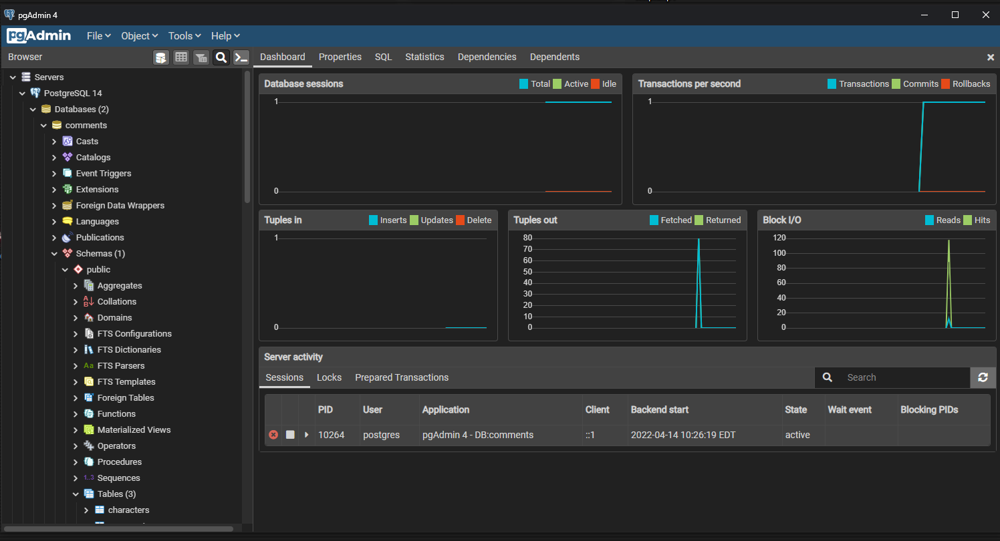 pgAdmin 4
pgAdmin File Object Tools Help
Browser
Servers
PostgreSQL 14
Databases (2)
comments
Casts
Catalogs
Event Triggers
Extensions
Foreign Data Wrappers
Languages
Publications
Schemas (1)
public
Aggregates
Collations
Domains
FTS Configurations
FTS Dictionaries
Aa FTS Parsers
FTS Templates
Foreign Tables
Functions
Materialized Views
Operators
Procedures
1..3 Sequences
Tables (3)
characters
Dashboard Properties SQL Statistics Dependencies Dependents
Database sessions Total Active Idle
1
0
Transactions per second Transactions Commits Rollbacks
1
0
Tuples in Inserts Updates Delete
1
0
Tuples out Fetched Returned
80
70
60
50
40
30
20
10
0
Block I/O Reads Hits
120
100
80
60
40
20
0
Server activity
Sessions Locks Prepared Transactions Search
PID User Application Client Backend start State Wait event Blocking PIDs
10264 postgres pgAdmin 4 - DB:comments ::1 2022-04-14 10:26:19 EDT active